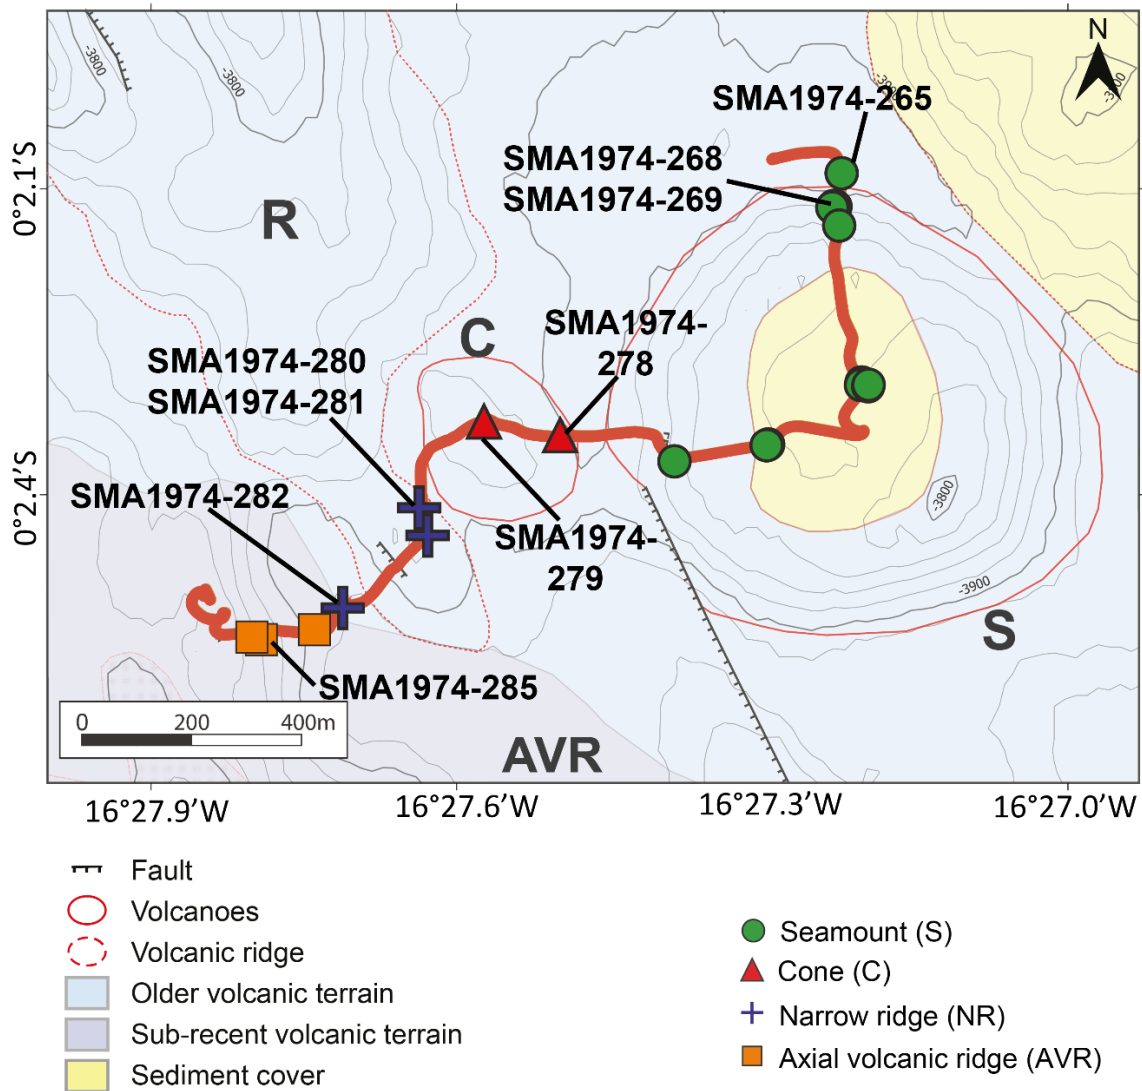 N
-3800
-3800
-3800
SMA1974-265
SMA1974-268
SMA1974-269
0°2.1'S
R
SMA1974-
278
C
SMA1974-280
SMA1974-281
SMA1974-282
0°2.4'S
-3800
SMA1974-
279
-3900
S
SMA1974-285
0 200 400m
AVR
16°27.9'W 16°27.6'W 16°27.3'W 16°27.0'W
Fault
Volcanoes
Volcanic ridge
Older volcanic terrain
Sub-recent volcanic terrain
Sediment cover
Seamount (S)
Cone (C)
Narrow ridge (NR)
Axial volcanic ridge (AVR)